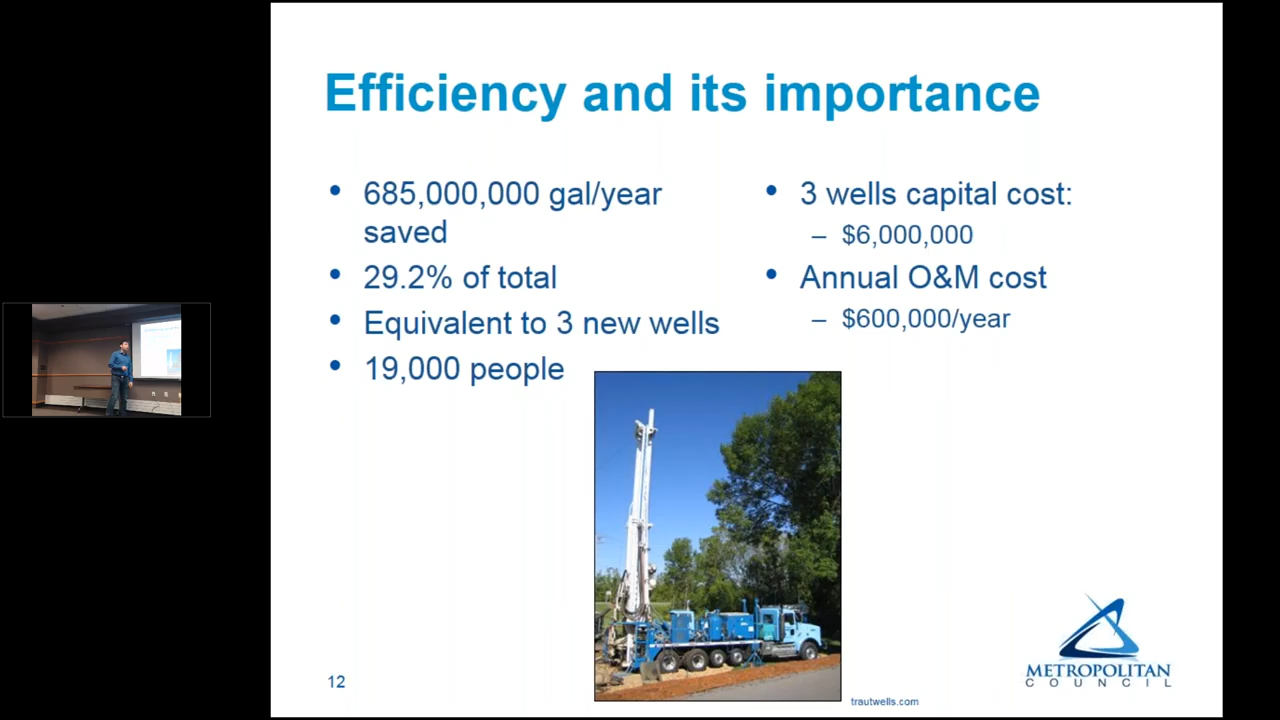 Efficiency and its importance
• 685,000,000 gal/year
saved
• 29.2% of total
• Equivalent to 3 new wells
• 19,000 people
• 3 wells capital cost:
– $6,000,000
• Annual O&M cost
– $600,000/year
12
trautwells.com
METROPOLITAN
COUNCIL